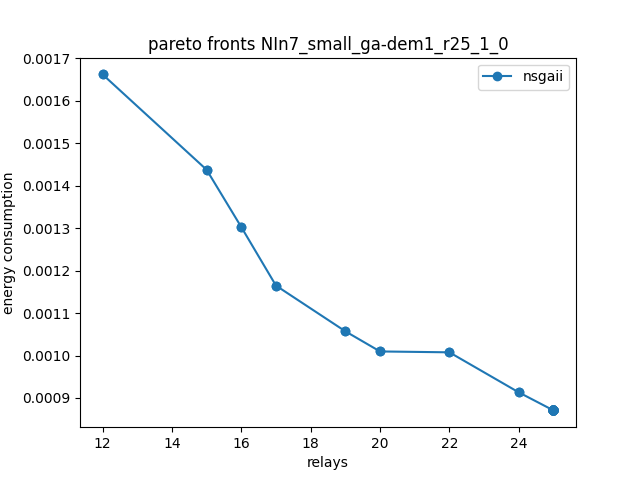 pareto fronts NIn7_small_ga-dem1_r25_1_0
nsgaii
energy consumption
0.0017
0.0016
0.0015
0.0014
0.0013
0.0012
0.0011
0.0010
0.0009
12 14 16 18 20 22 24
relays